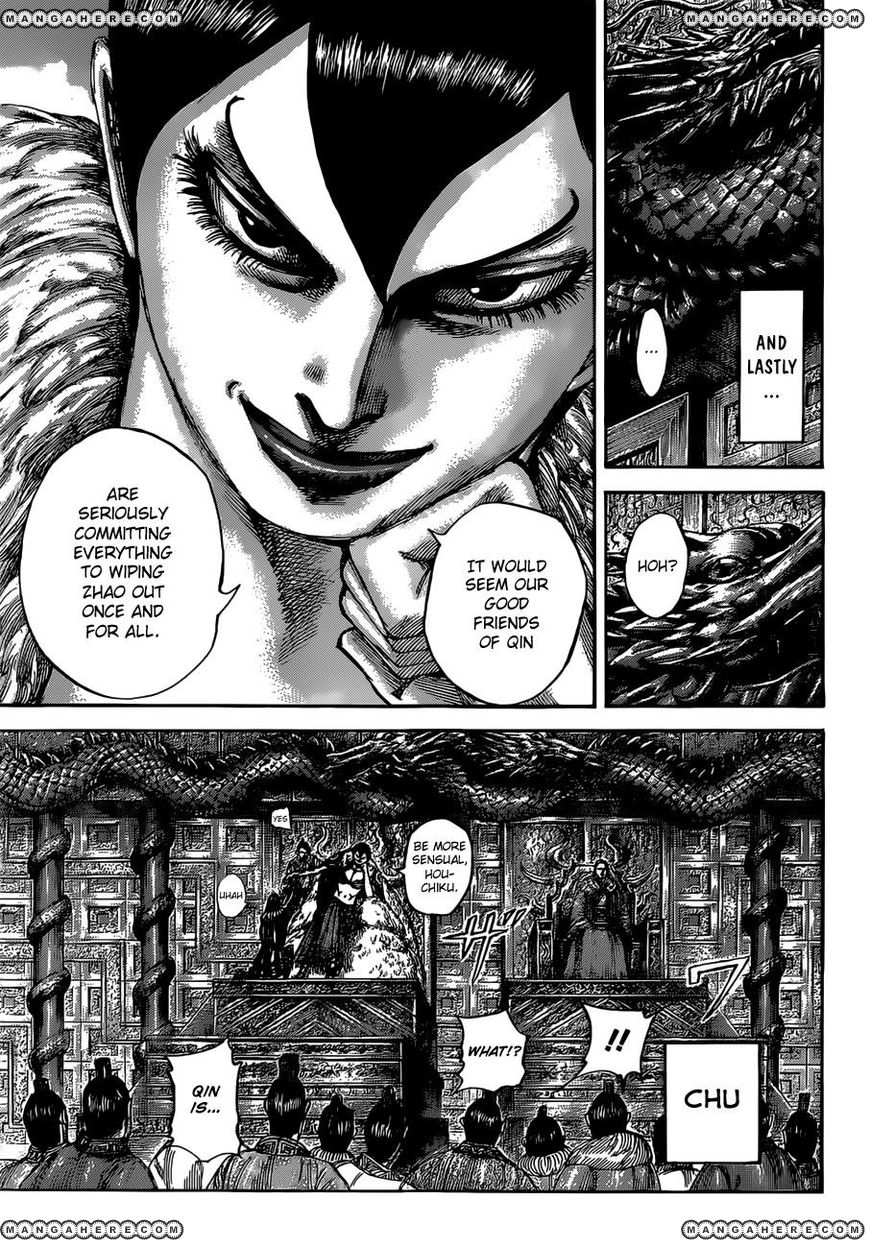 MANGAHERE.COM
MANGAHERE.COM
AND
LASTLY
...
...
HOH?
IT WOULD
SEEM OUR
GOOD
FRIENDS
OF QIN
ARE
SERIOUSLY
COMMITTING
EVERYTHING
TO WIPING
ZHAO OUT
ONCE AND
FOR ALL.
BE MORE
SENSUAL,
HOU-
CHIKU.
YES
UHAH
ザ
ワ
CHU
!!
WHAT!?
QIN
IS...
MANGAHERE.COM
MANGAHERE.COM